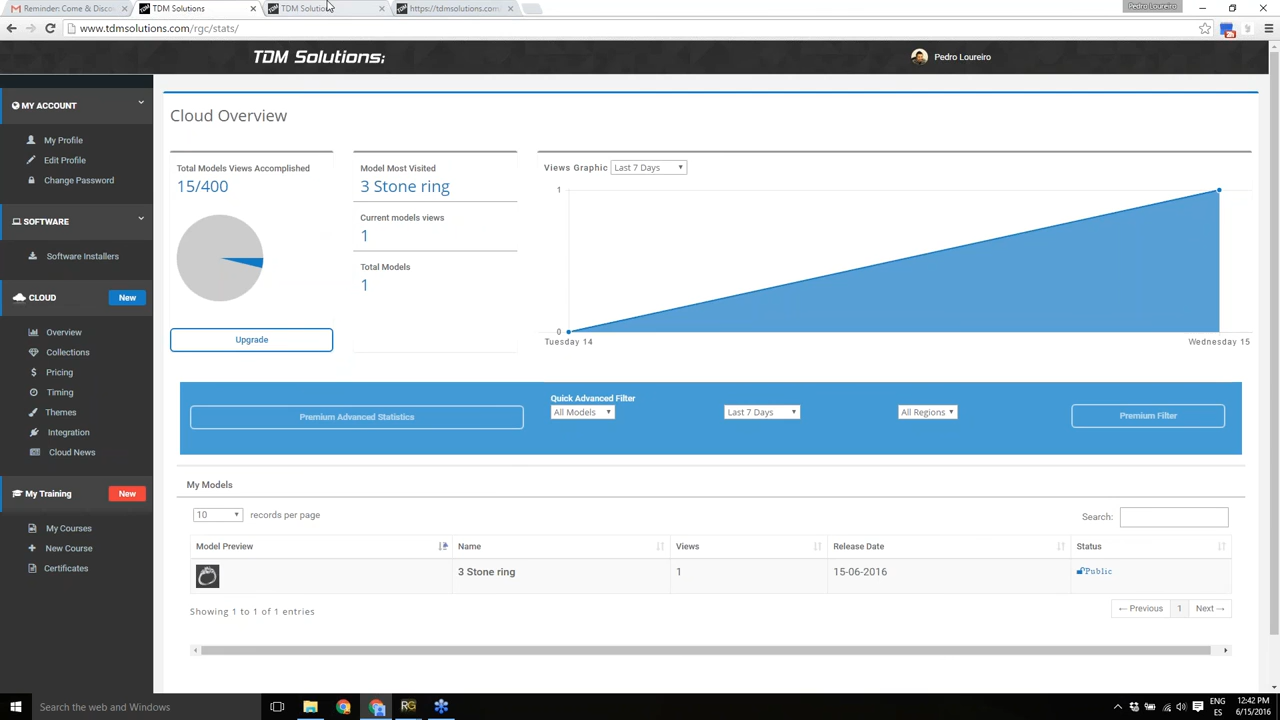 Reminder: Come & Disco
TDM Solutions
TDM Solutio
https://tdmsolutions.com
Pedro Loureiro
www.tdmsolutions.com/rgc/stats/
TDM Solutions;
Pedro Loureiro
MY ACCOUNT
My Profile
Edit Profile
Change Password
SOFTWARE
Software Installers
CLOUD New
Overview
Collections
Pricing
Timing
Themes
Integration
Cloud News
My Training New
My Courses
New Course
Certificates
Cloud Overview
Total Models Views Accomplished
15/400
Upgrade
Model Most Visited
3 Stone ring
Current models views
1
Total Models
1
Views Graphic Last 7 Days
1
0
Tuesday 14 Wednesday 15
Premium Advanced Statistics
Quick Advanced Filter
All Models Last 7 Days All Regions
Premium Filter
My Models
10 records per page
Search:
Model Preview Name Views Release Date Status
3 Stone ring 1 15-06-2016 Public
Showing 1 to 1 of 1 entries
← Previous 1 Next →
Search the web and Windows
ENG
ES
12:42 PM
6/15/2016